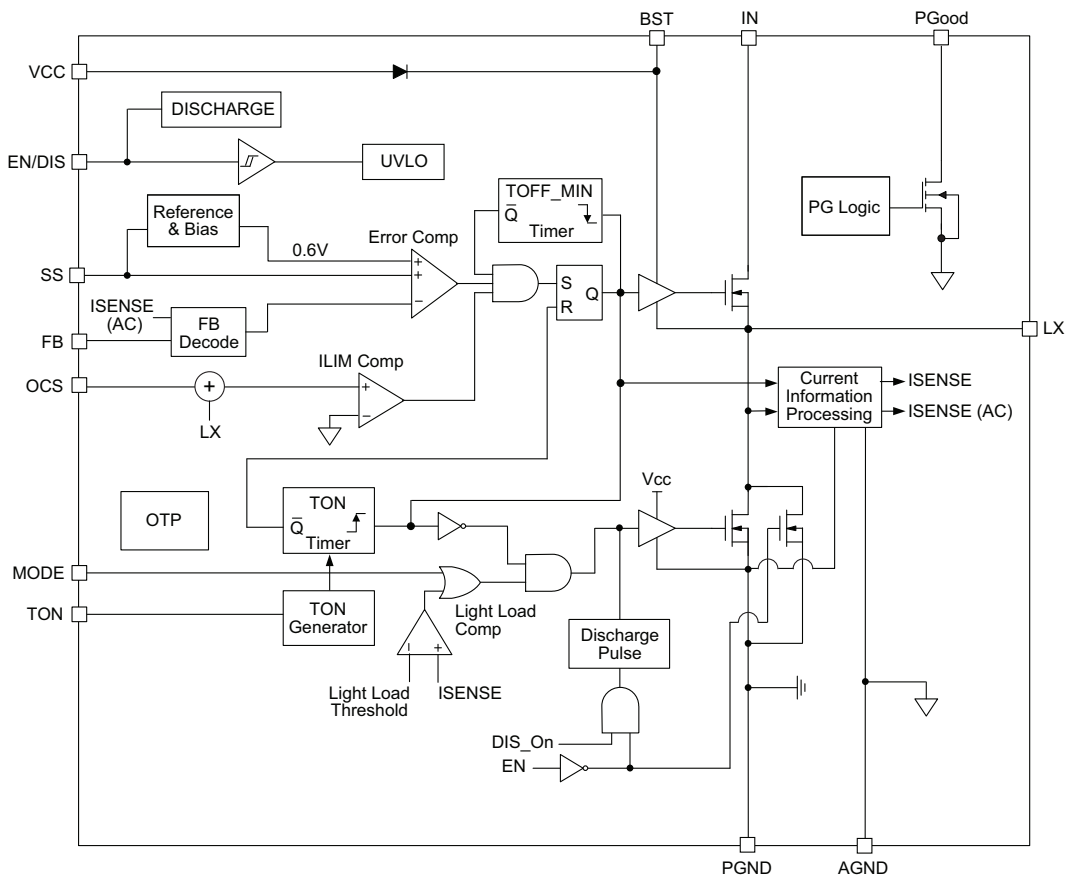 BST
IN
PGood
VCC
DISCHARGE
EN/DIS
UVLO
TOFF_MIN
Q̅
Timer
Reference
& Bias
PG Logic
Error Comp
0.6V
SS
S
R
Q
ISENSE
(AC)
FB
Decode
FB
LX
ILIM Comp
OCS
LX
Current
Information
Processing
ISENSE
ISENSE (AC)
Vcc
OTP
TON
Q̅
Timer
MODE
TON
TON
Generator
Light Load
Comp
Discharge
Pulse
Light Load
Threshold
ISENSE
DIS_On
EN
PGND
AGND